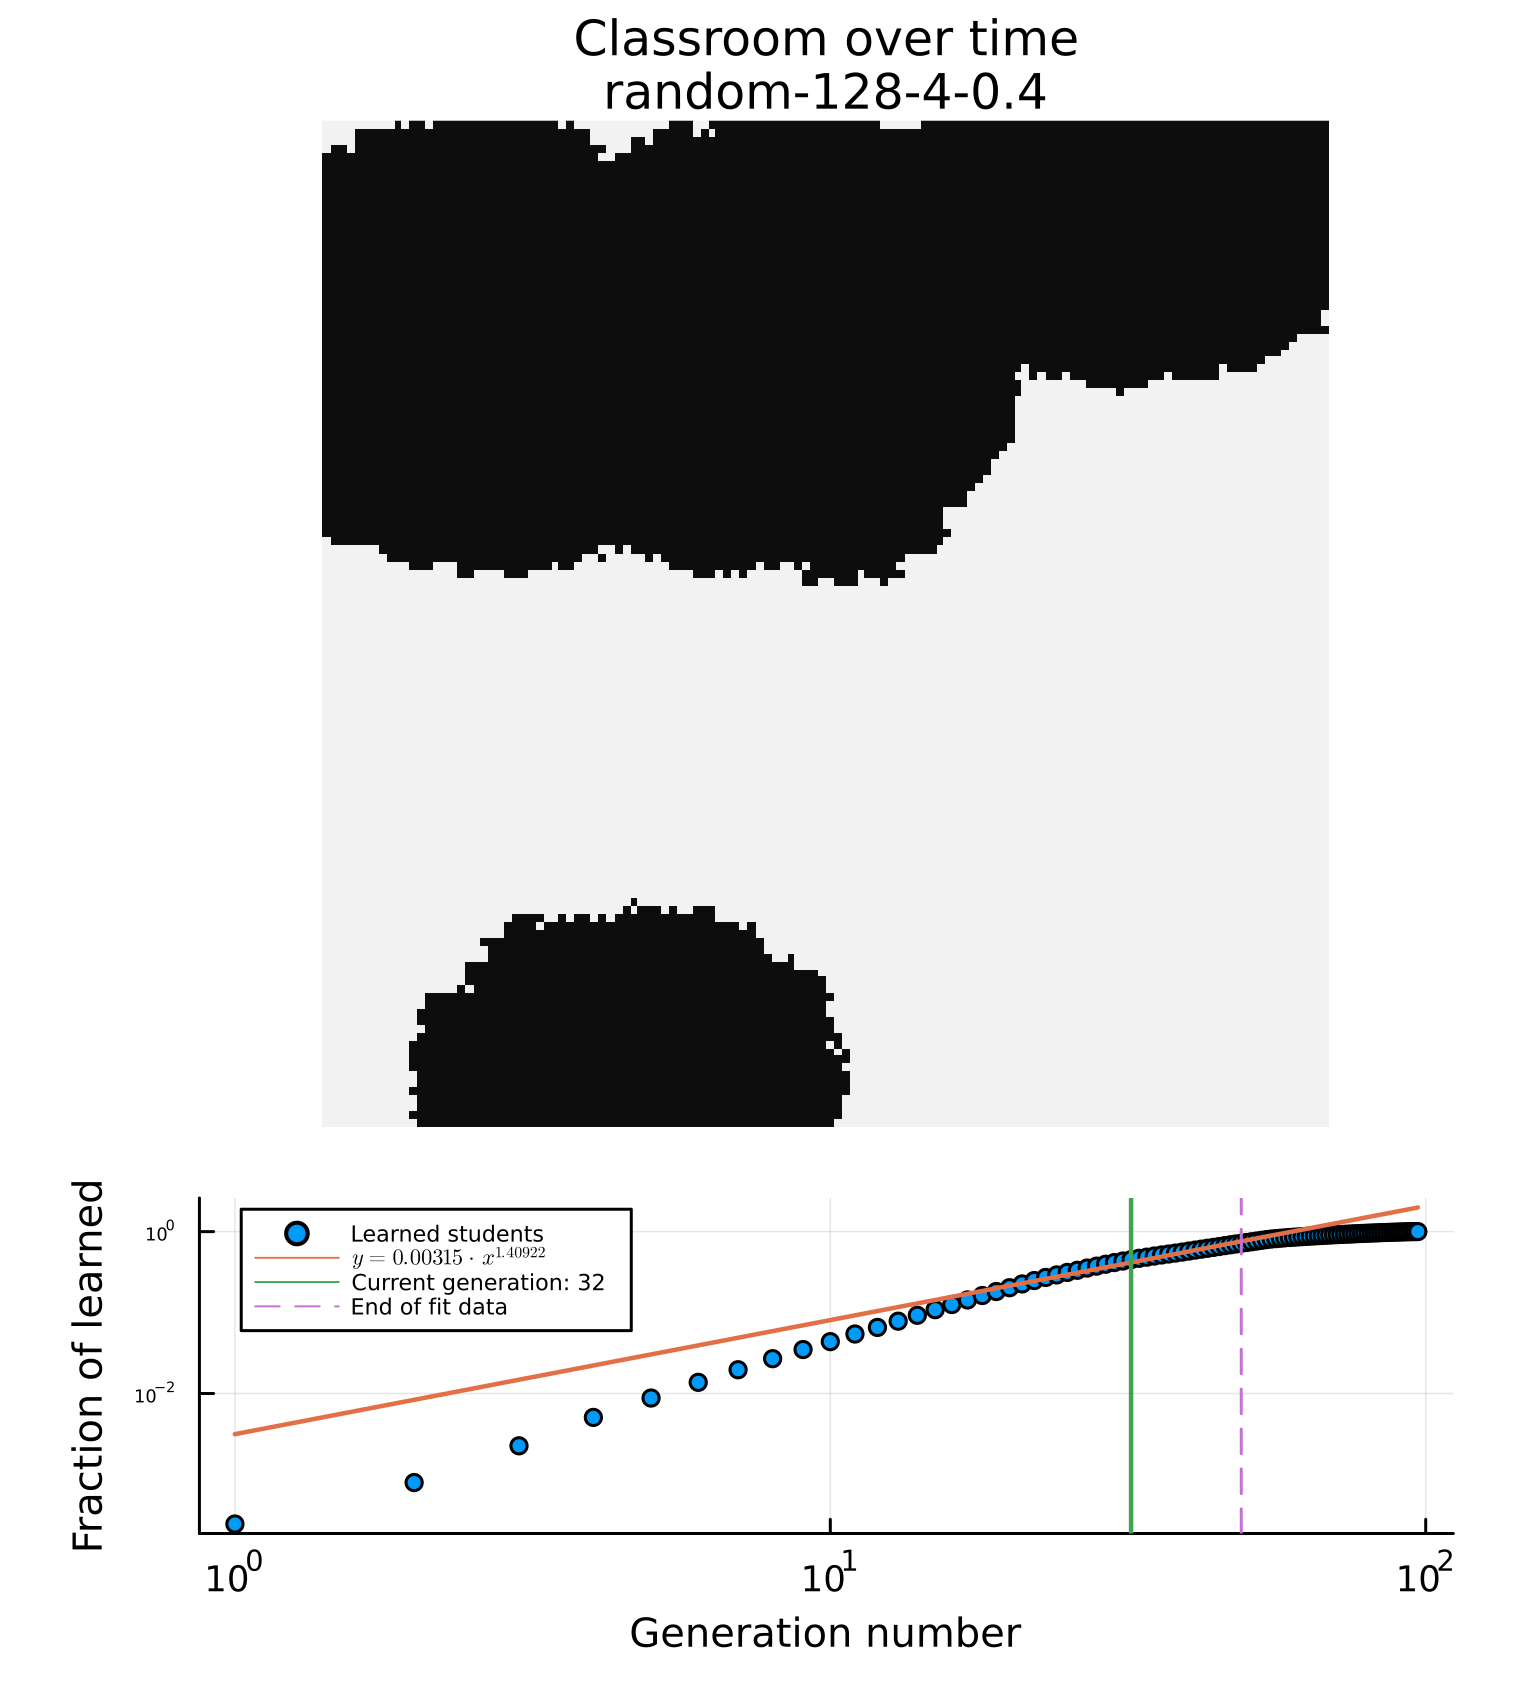 Classroom over time
random-128-4-0.4
Fraction of learned
10^0
10^-2
Learned students
y = 0.00315 · x^1.40922
Current generation: 32
End of fit data
10^0
10^1
10^2
Generation number